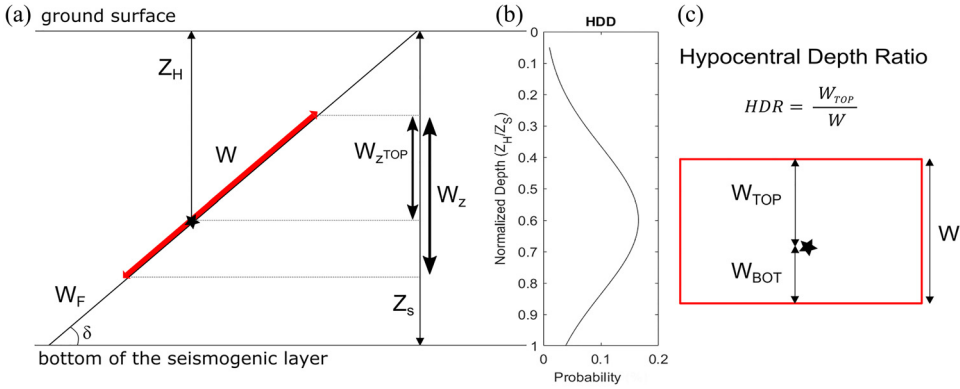 (a)
ground surface
Z_H
W
W_zTOP
W_z
W_F
δ
Z_s
bottom of the seismogenic layer
(b)
HDD
Normalized Depth (Z_H/Z_S)
0
0.1
0.2
0.3
0.4
0.5
0.6
0.7
0.8
0.9
1
0
0.1
0.2
Probability
(c)
Hypocentral Depth Ratio
HDR = W_TOP / W
W_TOP
W_BOT
W